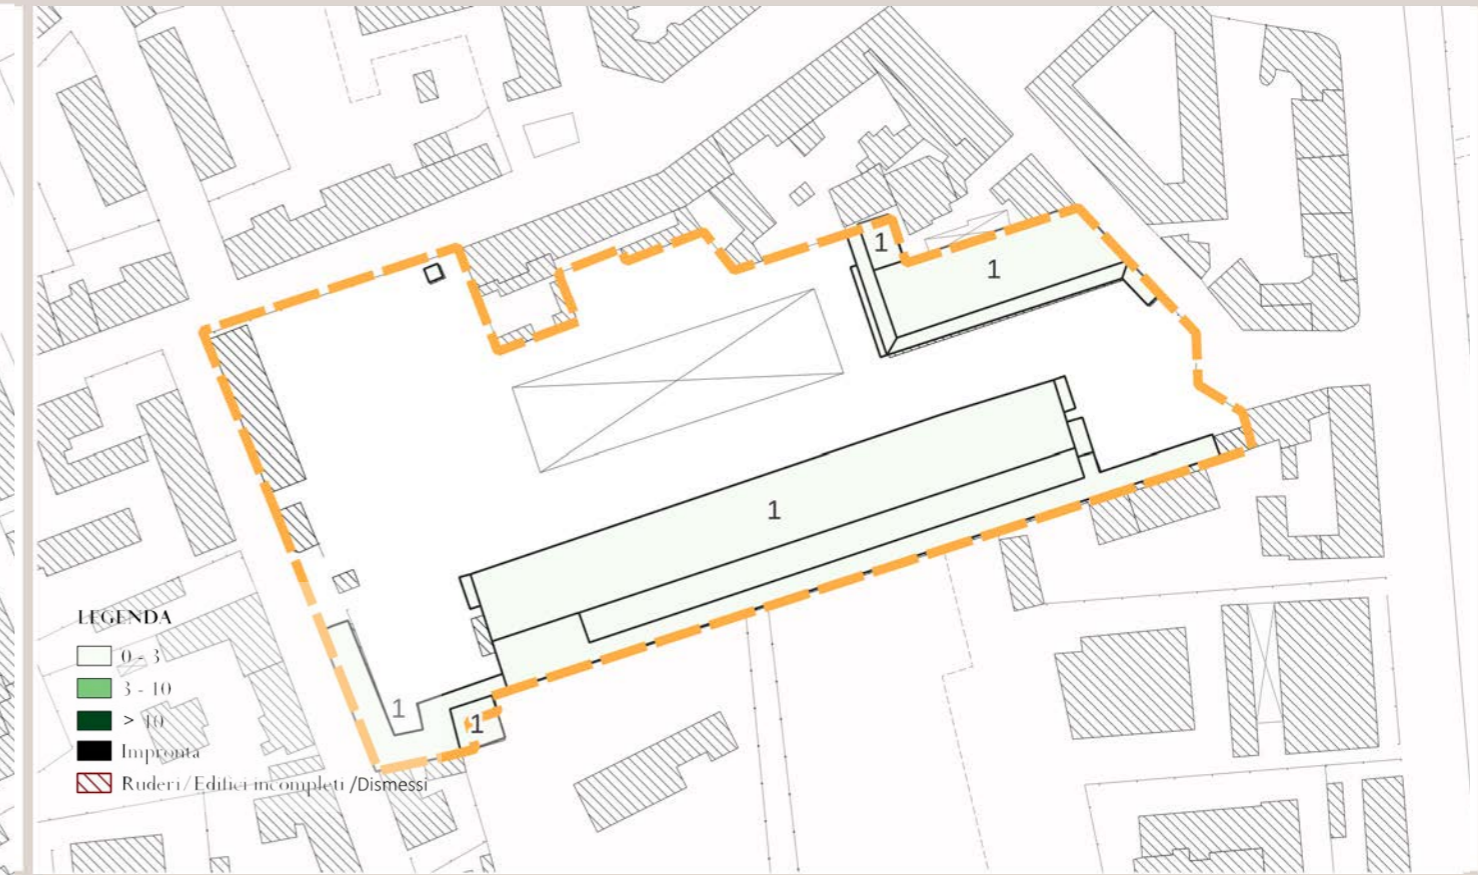 1
1
1
1
1
LEGENDA
0 - 3
3 - 10
> 10
Impronta
Ruderi/Edifici incompleti /Dismessi